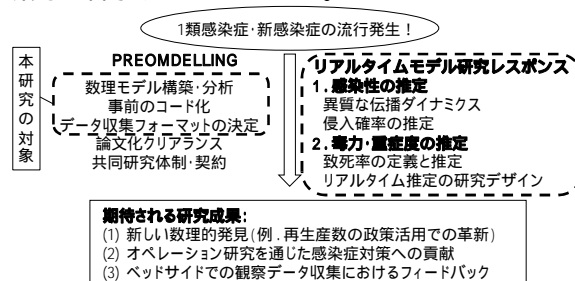 1類感染症･新感染症の流行発生！
本研究の対象
PREOMDELLING
数理モデル構築･分析
事前のコード化
データ収集フォーマットの決定
論文化クリアランス
共同研究体制･契約
リアルタイムモデル研究レスポンス
1．感染性の推定
異質な伝播ダイナミクス
侵入確率の推定
2．毒力･重症度の推定
致死率の定義と推定
リアルタイム推定の研究デザイン
期待される研究成果:
(1) 新しい数理的発見(例．再生産数の政策活用での革新)
(2) オペレーション研究を通じた感染症対策への貢献
(3) ベッドサイドでの観察データ収集におけるフィードバック